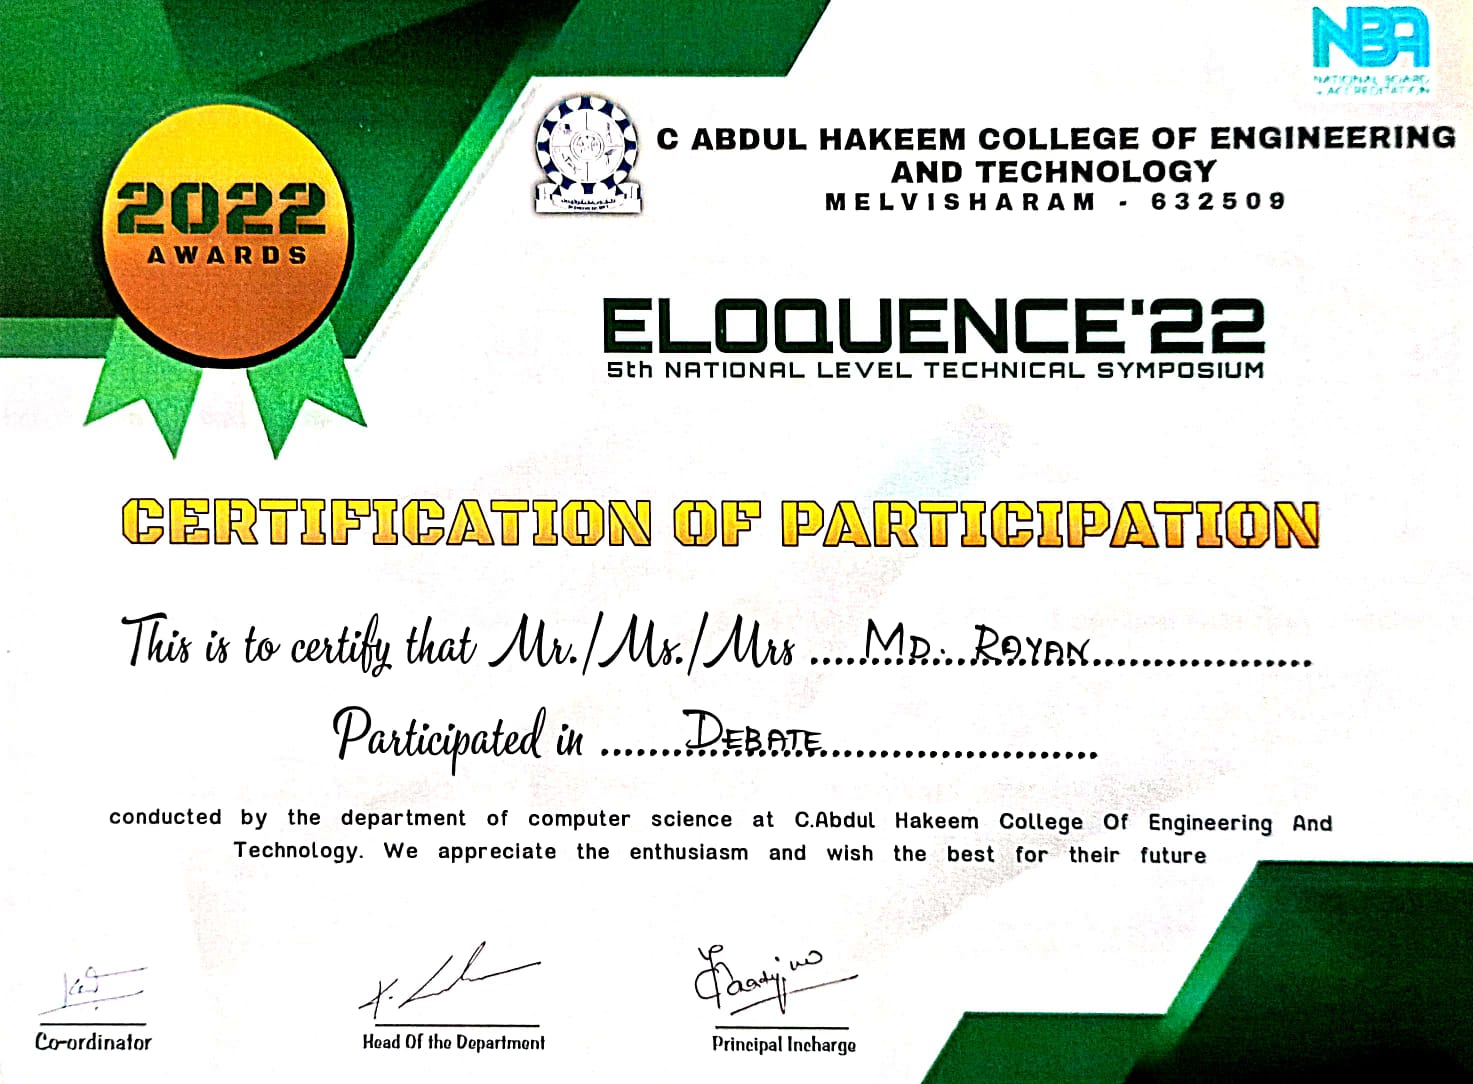 NBA
NATIONAL BOARD
of ACCREDITATION
C ABDUL HAKEEM COLLEGE OF ENGINEERING
AND TECHNOLOGY
MELVISHARAM - 632509
2022
AWARDS
ELOQUENCE'22
5th NATIONAL LEVEL TECHNICAL SYMPOSIUM
CERTIFICATION OF PARTICIPATION
This is to certify that Mr./Ms./Mrs .....MD. RAYAN..................
Participated in .......DEBATE.......................
conducted by the department of computer science at C.Abdul Hakeem College Of Engineering And
Technology. We appreciate the enthusiasm and wish the best for their future
Co-ordinator Head Of the Department Principal Incharge